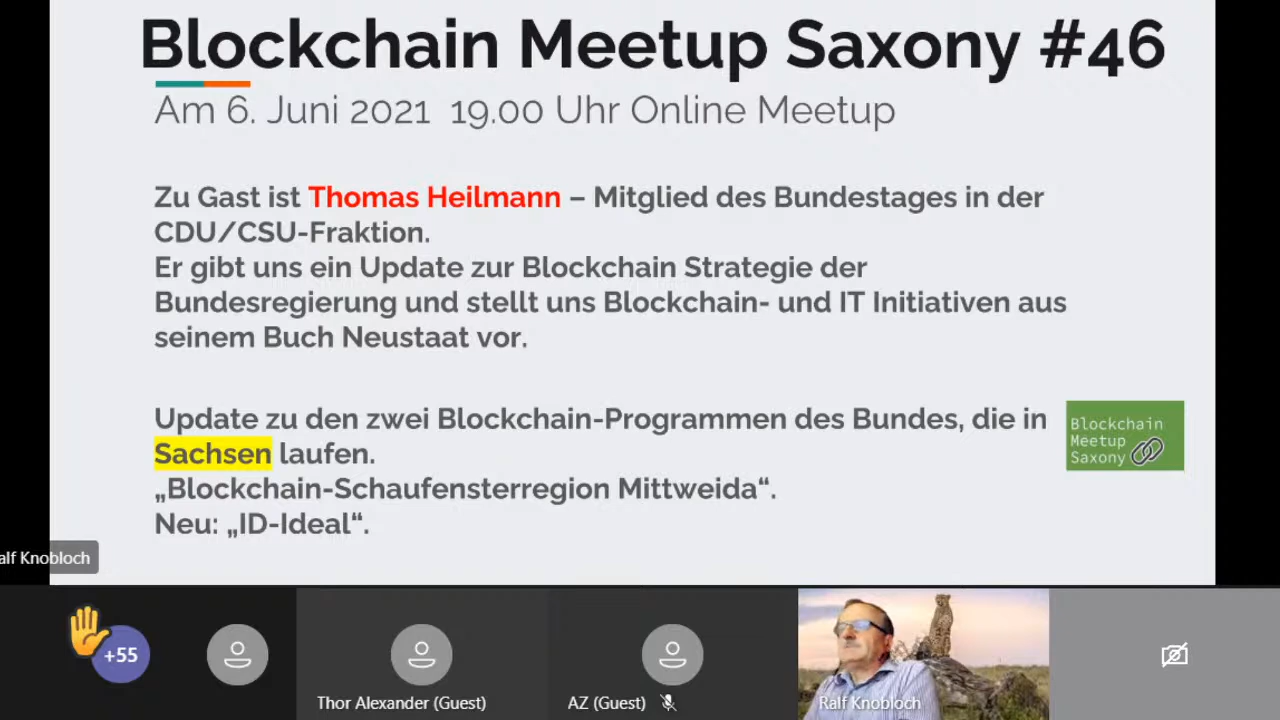 Blockchain Meetup Saxony #46
Am 6. Juni 2021 19.00 Uhr Online Meetup
Zu Gast ist Thomas Heilmann – Mitglied des Bundestages in der
CDU/CSU-Fraktion.
Er gibt uns ein Update zur Blockchain Strategie der
Bundesregierung und stellt uns Blockchain- und IT Initiativen aus
seinem Buch Neustaat vor.
Update zu den zwei Blockchain-Programmen des Bundes, die in
Sachsen laufen.
„Blockchain-Schaufensterregion Mittweida“.
Neu: „ID-Ideal“.
Blockchain
Meetup
Saxony
alf Knobloch
+55
Thor Alexander (Guest)
AZ (Guest)
Ralf Knobloch